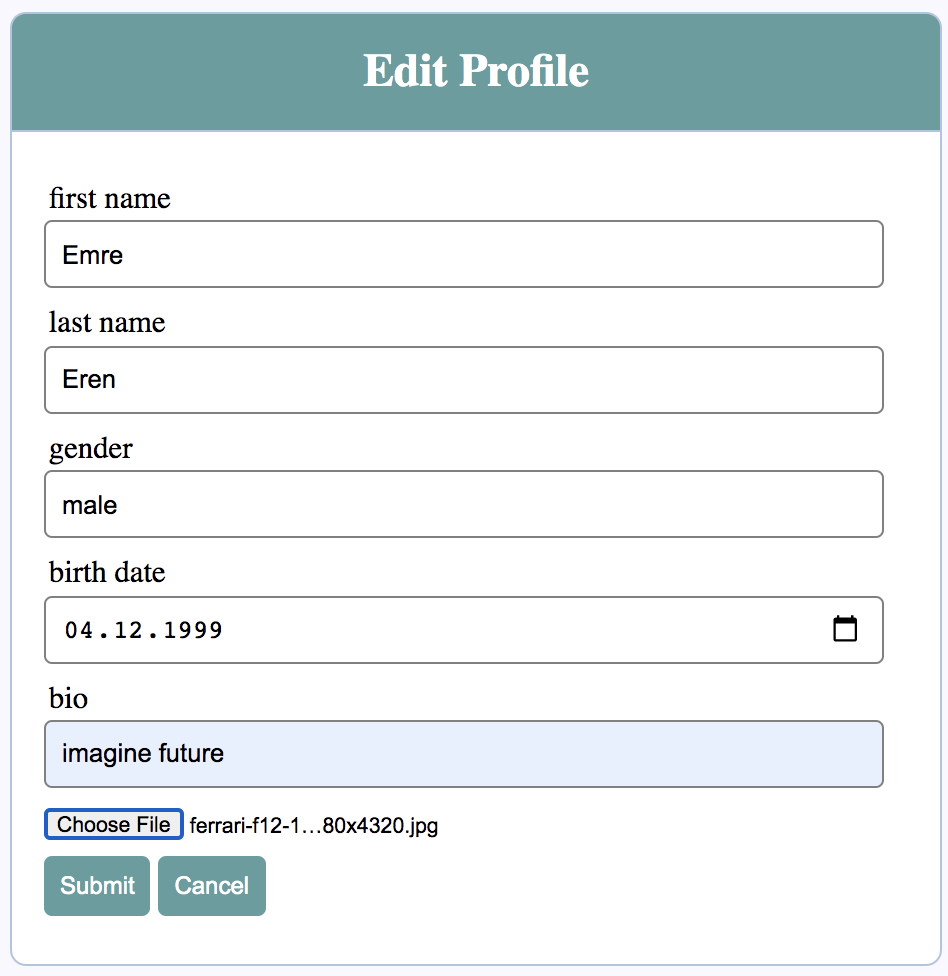 Edit Profile
first name
Emre
last name
Eren
gender
male
birth date
04.12.1999
bio
imagine future
Choose File ferrari-f12-1...80x4320.jpg
Submit Cancel